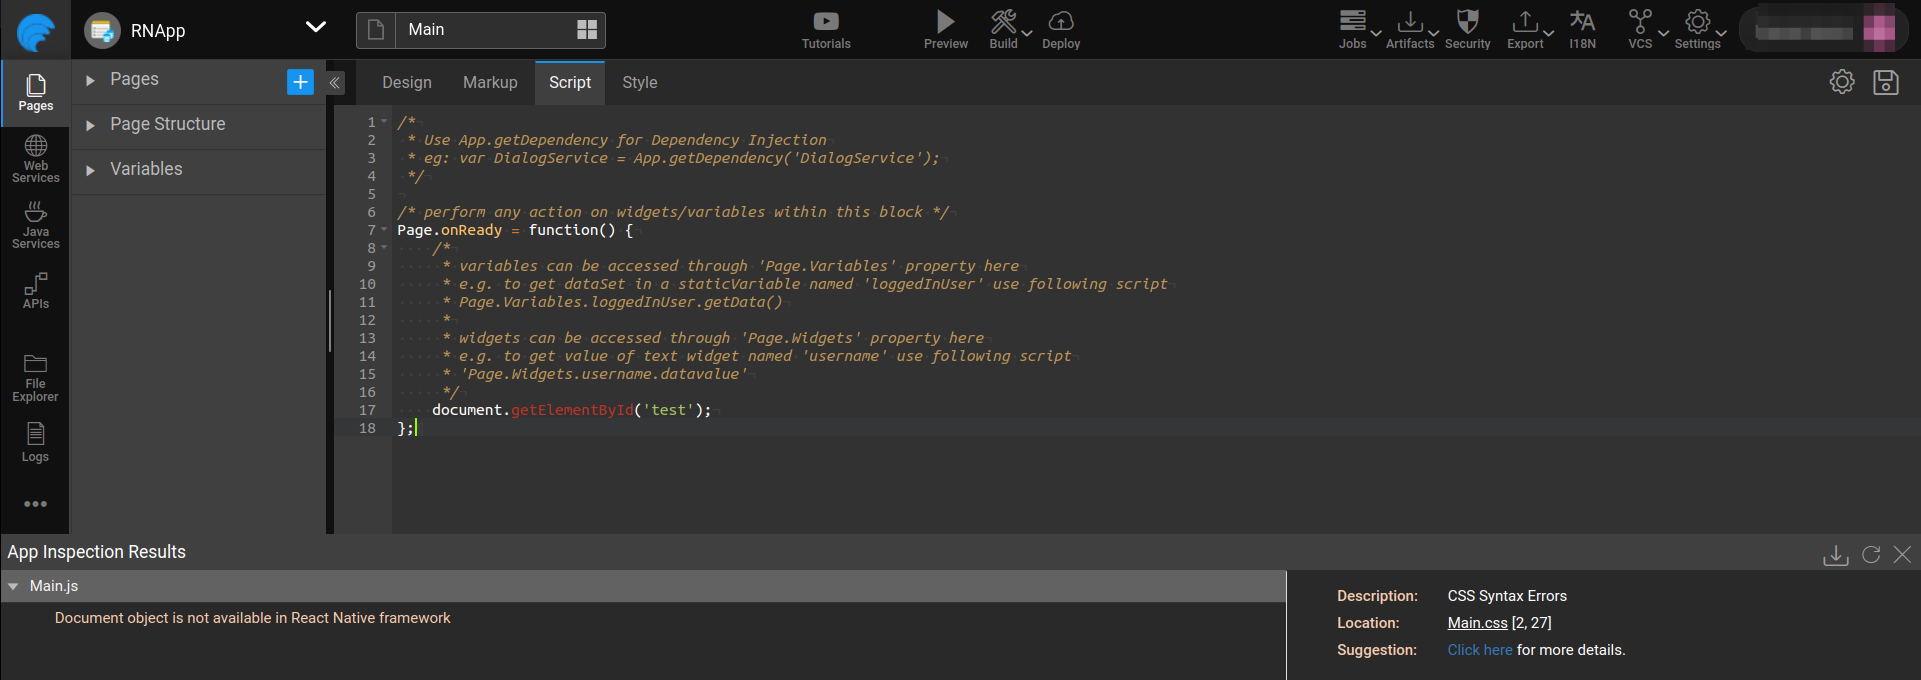 RNApp
Main
Tutorials
Preview
Build
Deploy
Jobs
Artifacts
Security
Export
I18N
VCS
Settings
Pages
Web
Services
Java
Services
APIs
File
Explorer
Logs
Pages
Page Structure
Variables
Design
Markup
Script
Style
1 /*
2 * Use App.getDependency for Dependency Injection
3 * eg: var DialogService = App.getDependency('DialogService');
4 */
5
6 /* perform any action on widgets/variables within this block */
7 Page.onReady = function() {
8 /*
9 * variables can be accessed through 'Page.Variables' property here
10 * e.g. to get dataSet in a staticVariable named 'loggedInUser' use following script
11 * Page.Variables.loggedInUser.getData()
12 *
13 * widgets can be accessed through 'Page.Widgets' property here
14 * e.g. to get value of text widget named 'username' use following script
15 * 'Page.Widgets.username.datavalue'
16 */
17 document.getElementById('test');
18 };
App Inspection Results
Main.js
Document object is not available in React Native framework
Description: CSS Syntax Errors
Location: Main.css [2, 27]
Suggestion: Click here for more details.